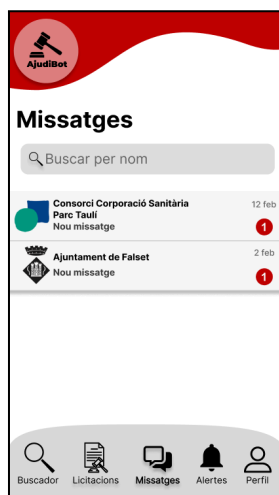 AjudiBot
Missatges
Buscar per nom
Consorci Corporació Sanitària
Parc Taulí
Nou missatge
12 feb
1
Ajuntament de Falset
Nou missatge
2 feb
1
Buscador
Licitacions
Missatges
Alertes
Perfil